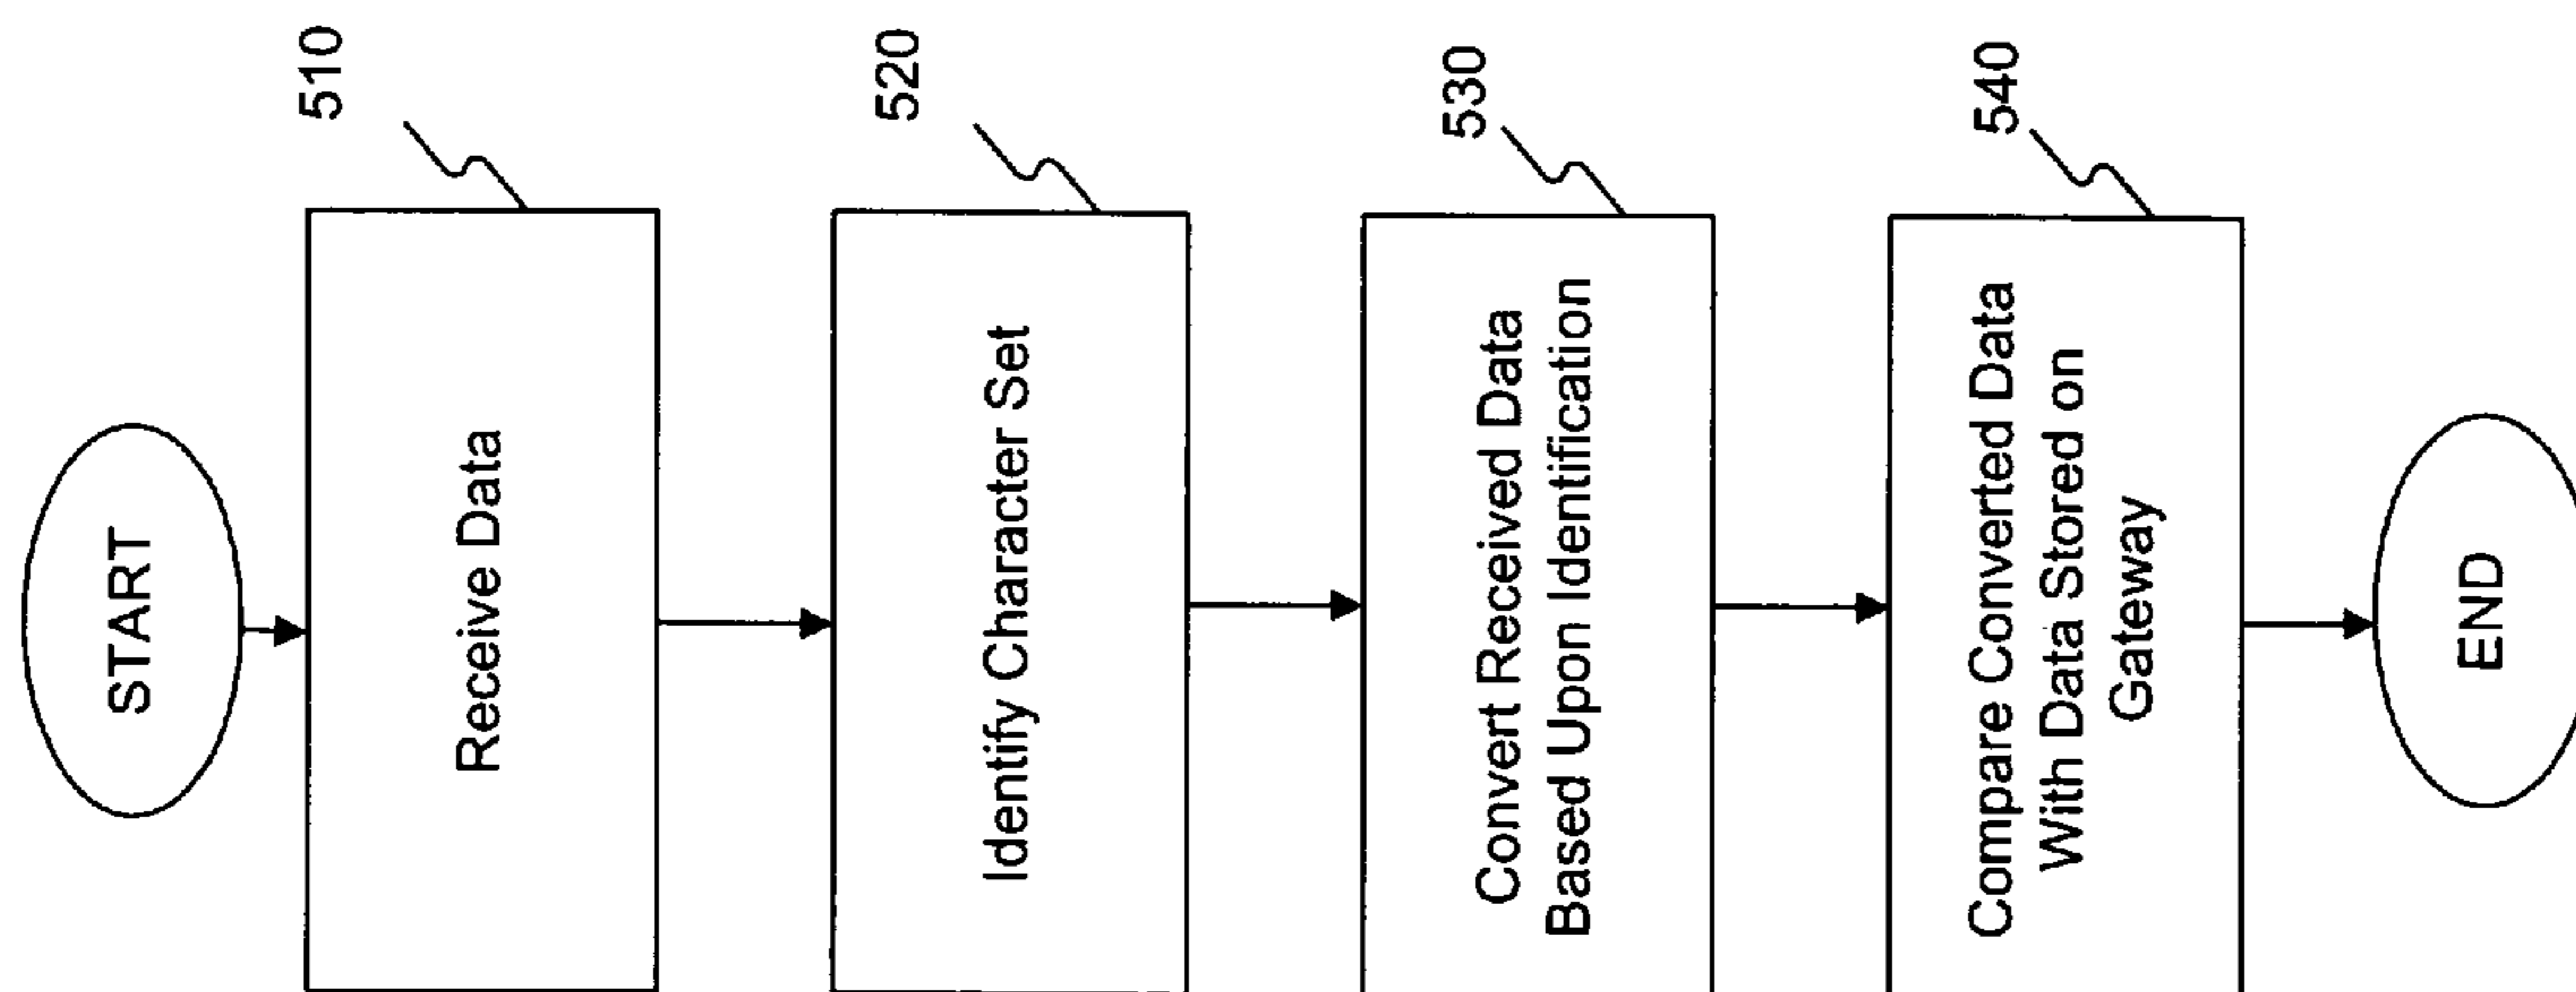 START
510
Receive Data
520
Identify Character Set
530
Convert Received Data
Based Upon Identification
540
Compare Converted Data
With Data Stored on
Gateway
END